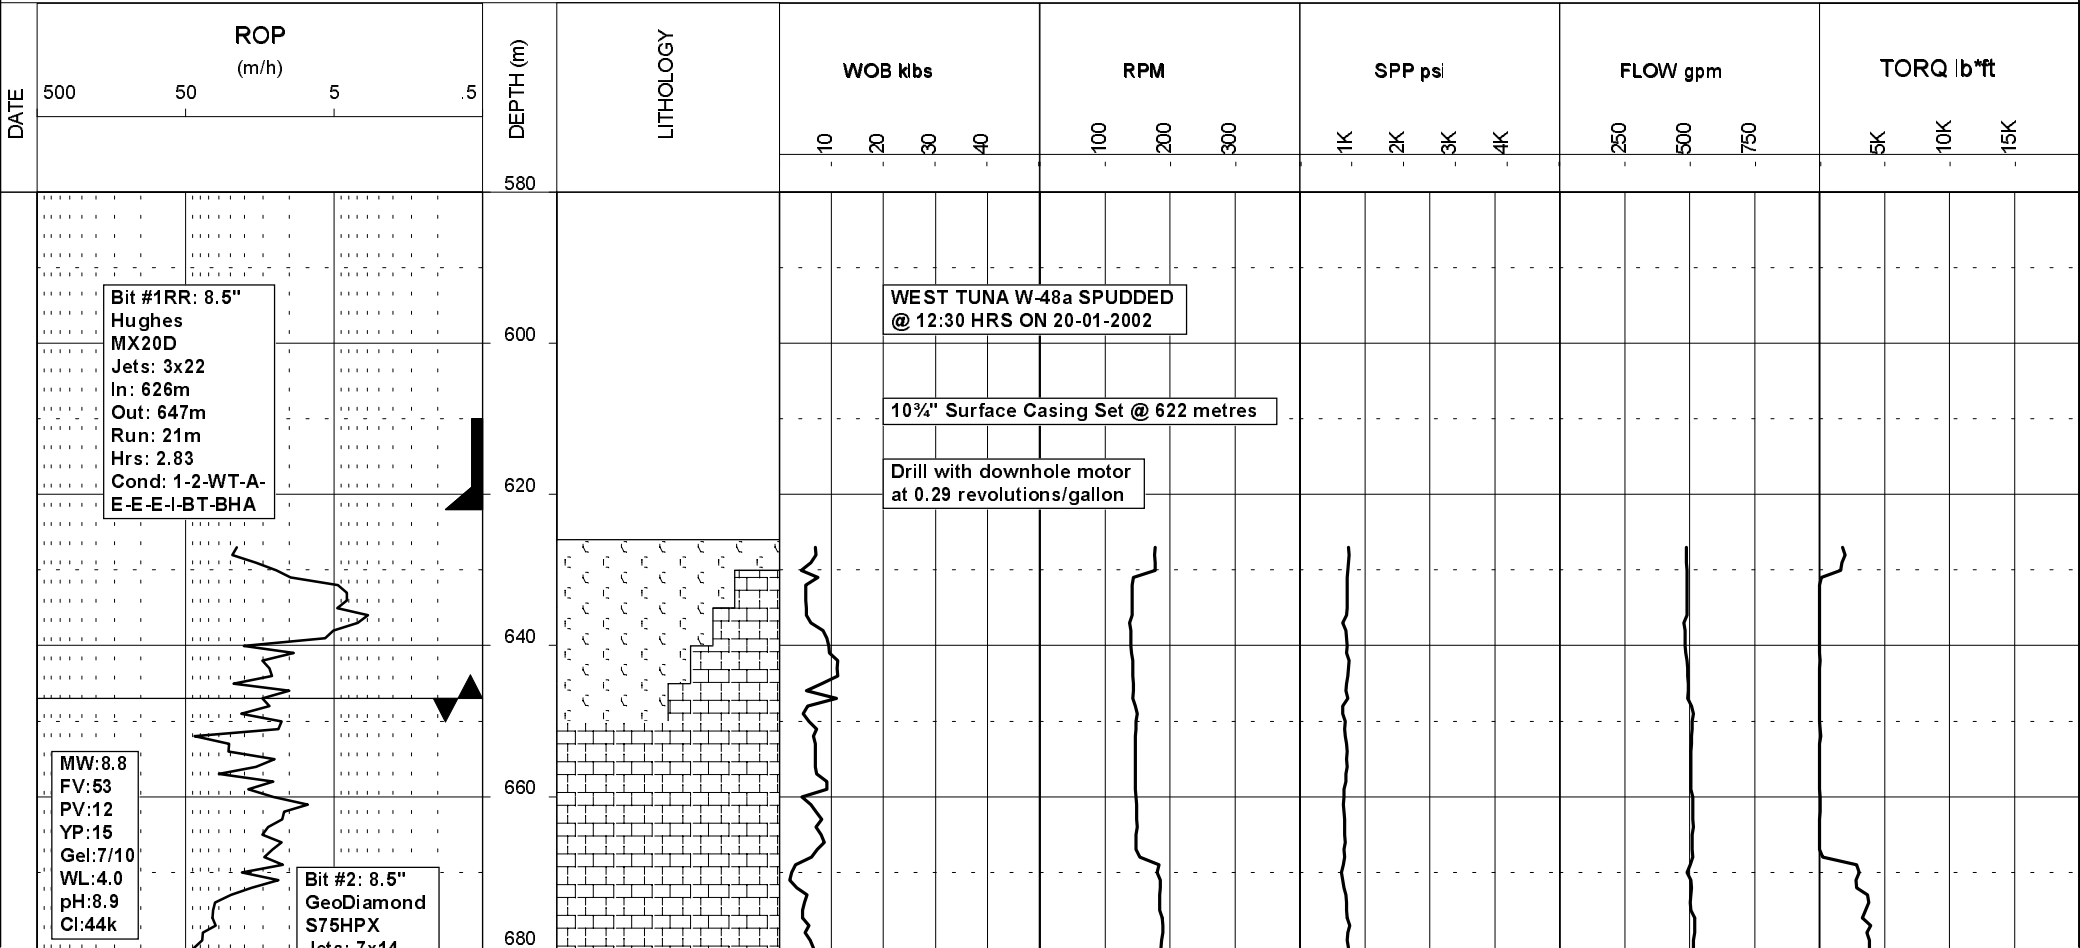 DATE
ROP
(m/h)
500 50 5 .5
DEPTH (m)
LITHOLOGY
WOB klbs
10 20 30 40
RPM
100 200 300
SPP psi
1K 2K 3K 4K
FLOW gpm
250 500 750
TORQ lb*ft
5K 10K 15K
580
Bit #1RR: 8.5"
Hughes
MX20D
Jets: 3x22
In: 626m
Out: 647m
Run: 21m
Hrs: 2.83
Cond: 1-2-WT-A-
E-E-E-I-BT-BHA
WEST TUNA W-48a SPUDDED
@ 12:30 HRS ON 20-01-2002
600
10¾" Surface Casing Set @ 622 metres
Drill with downhole motor
at 0.29 revolutions/gallon
620
640
660
MW:8.8
FV:53
PV:12
YP:15
Gel:7/10
WL:4.0
pH:8.9
Cl:44k
Bit #2: 8.5"
GeoDiamond
S75HPX
Jets: 7x14
680